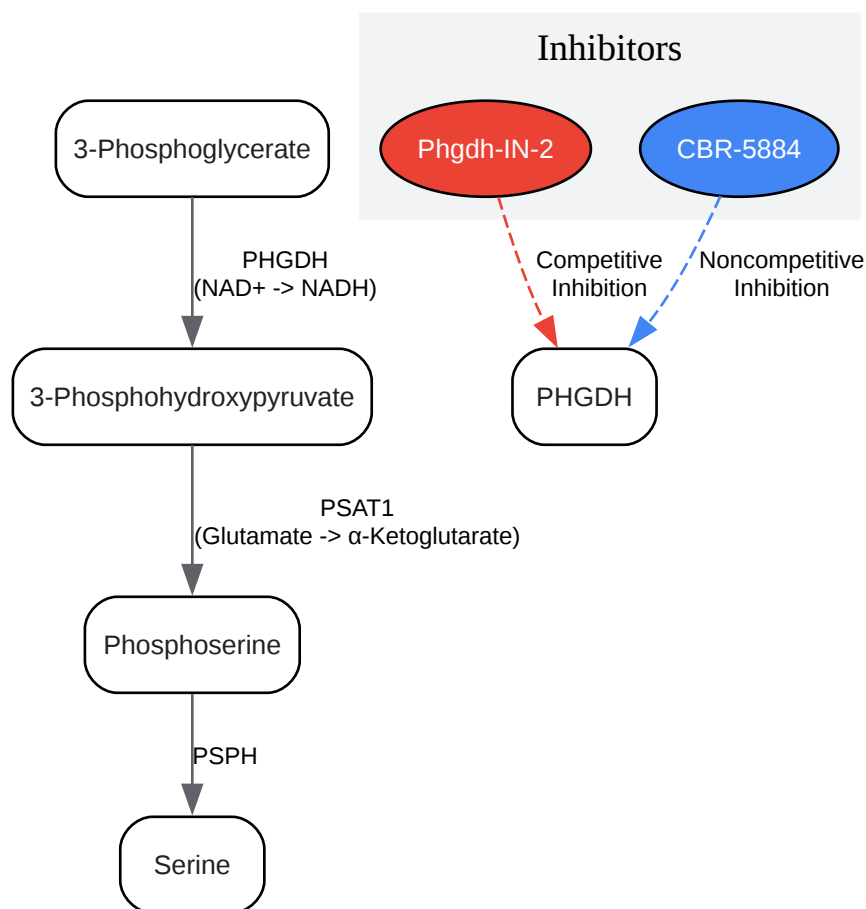 Inhibitors
3-Phosphoglycerate
Phgdh-IN-2
CBR-5884
PHGDH
(NAD+ -> NADH)
Competitive
Inhibition
Noncompetitive
Inhibition
3-Phosphohydroxypyruvate
PHGDH
PSAT1
(Glutamate -> α-Ketoglutarate)
Phosphoserine
PSPH
Serine